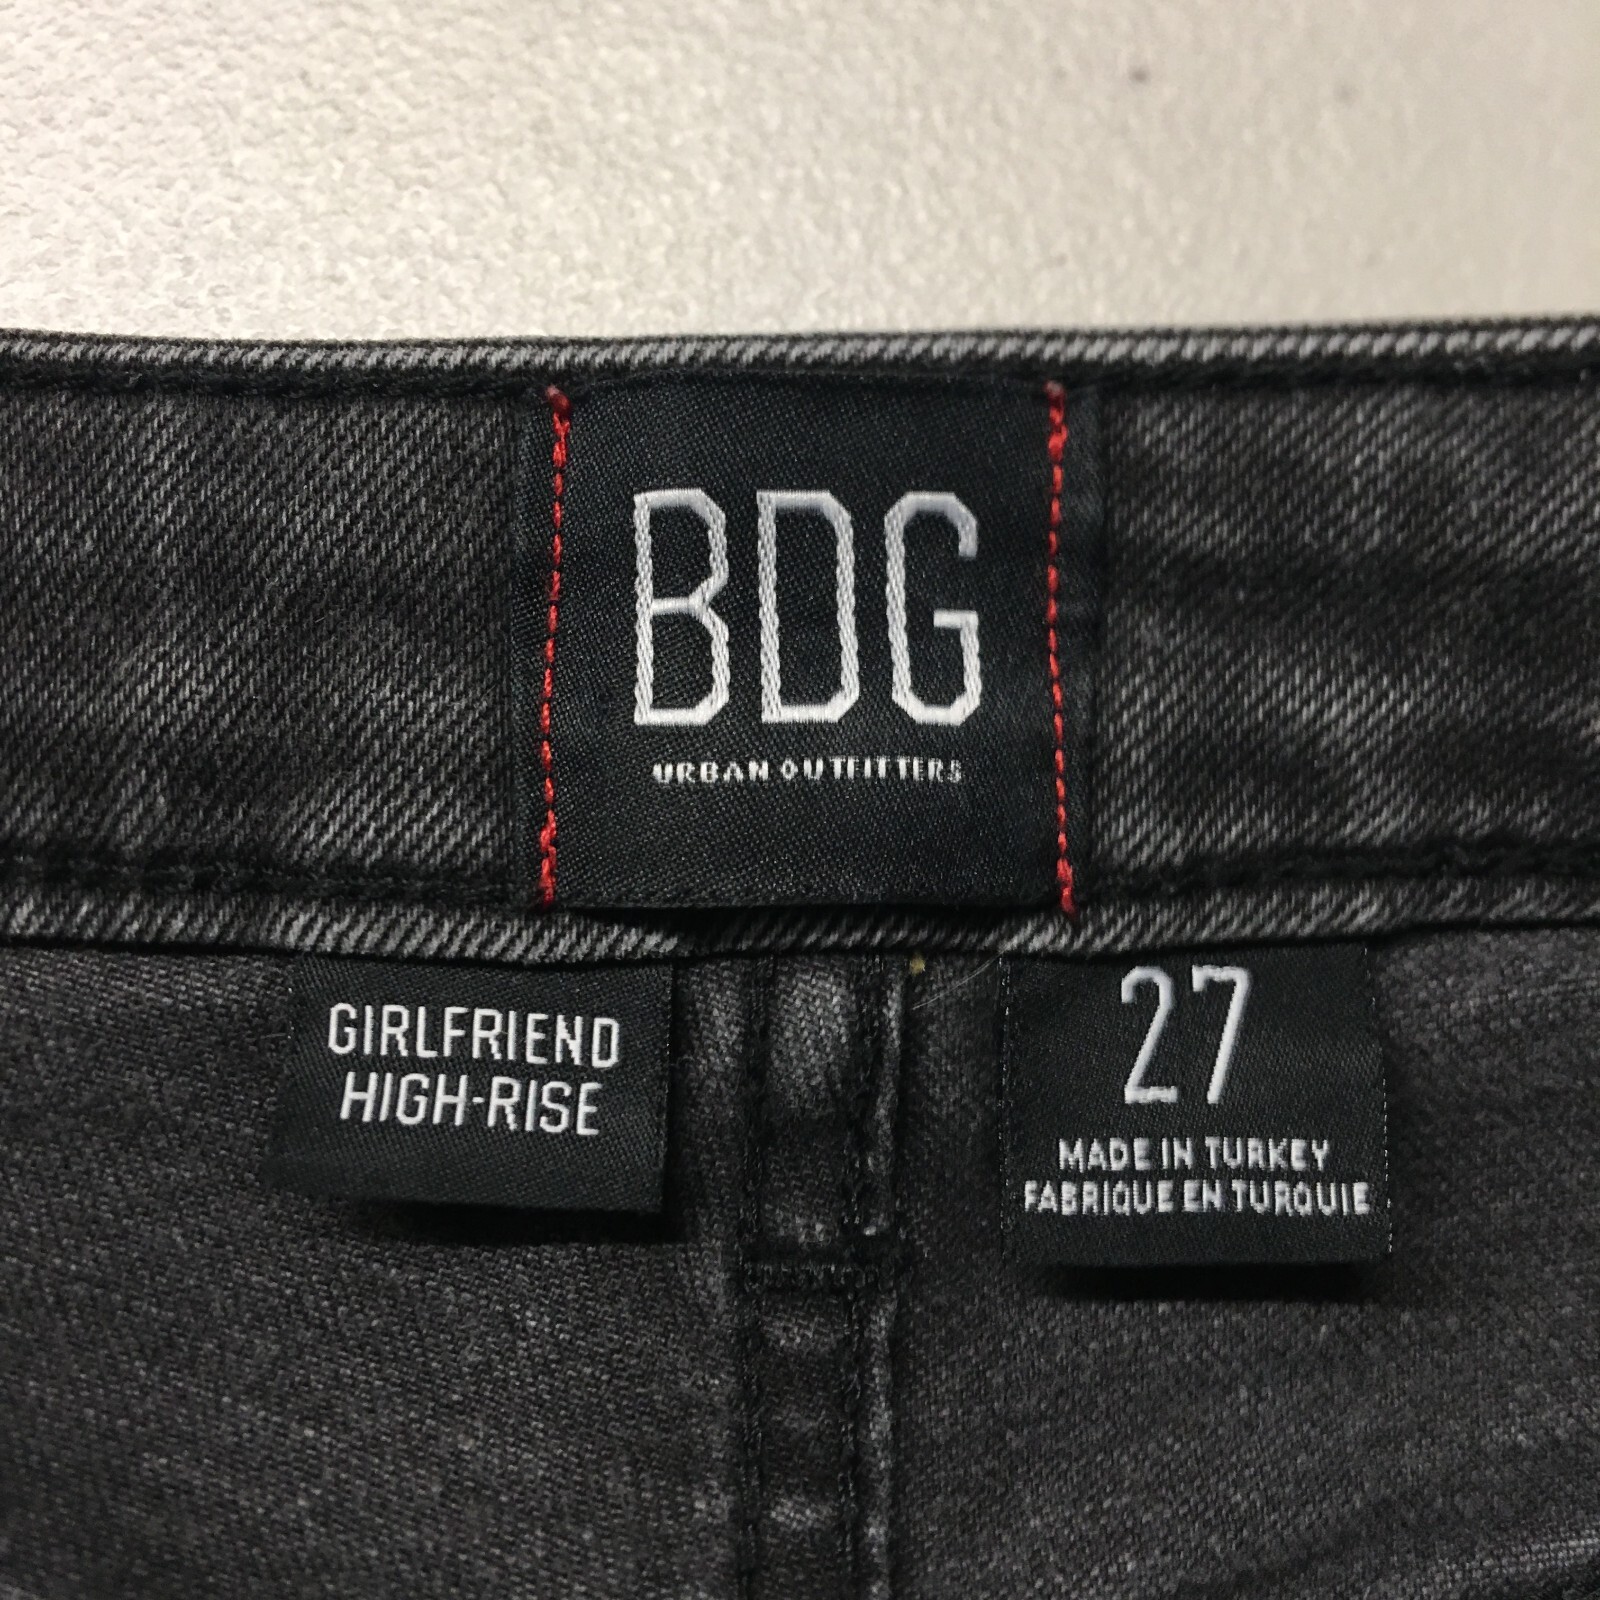 BDG
URBAN OUTFITTERS
GIRLFRIEND
HIGH-RISE
27
MADE IN TURKEY
FABRIQUE EN TURQUIE